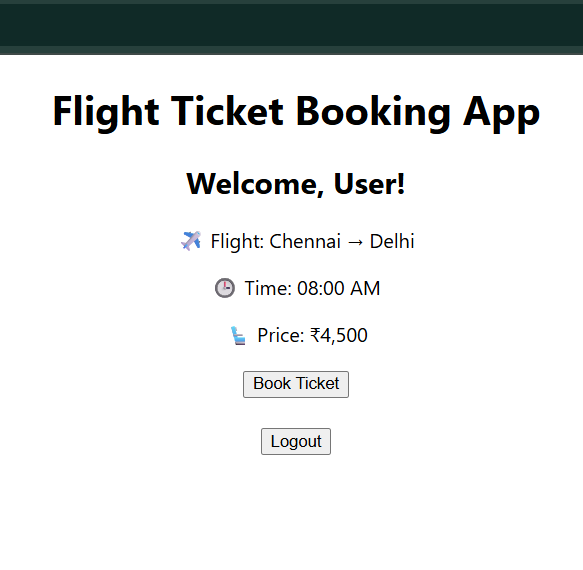 Flight Ticket Booking App
Welcome, User!
✈️ Flight: Chennai → Delhi
🕒 Time: 08:00 AM
💺 Price: ₹4,500
Book Ticket
Logout